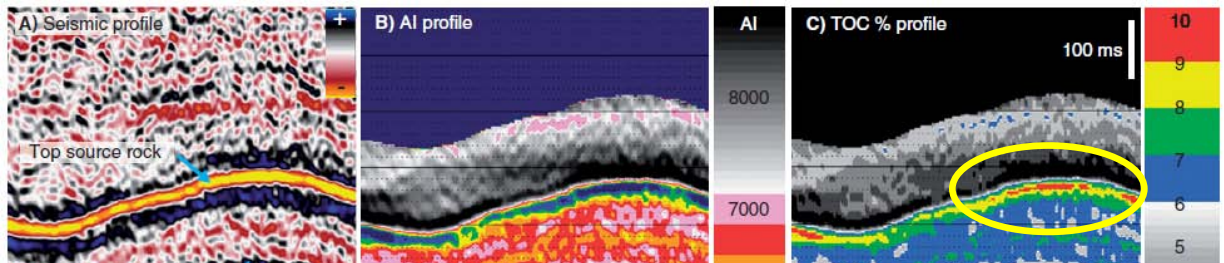 A) Seismic profile
+
-
Top source rock
B) AI profile
AI
8000
7000
C) TOC % profile
100 ms
10
9
8
7
6
5